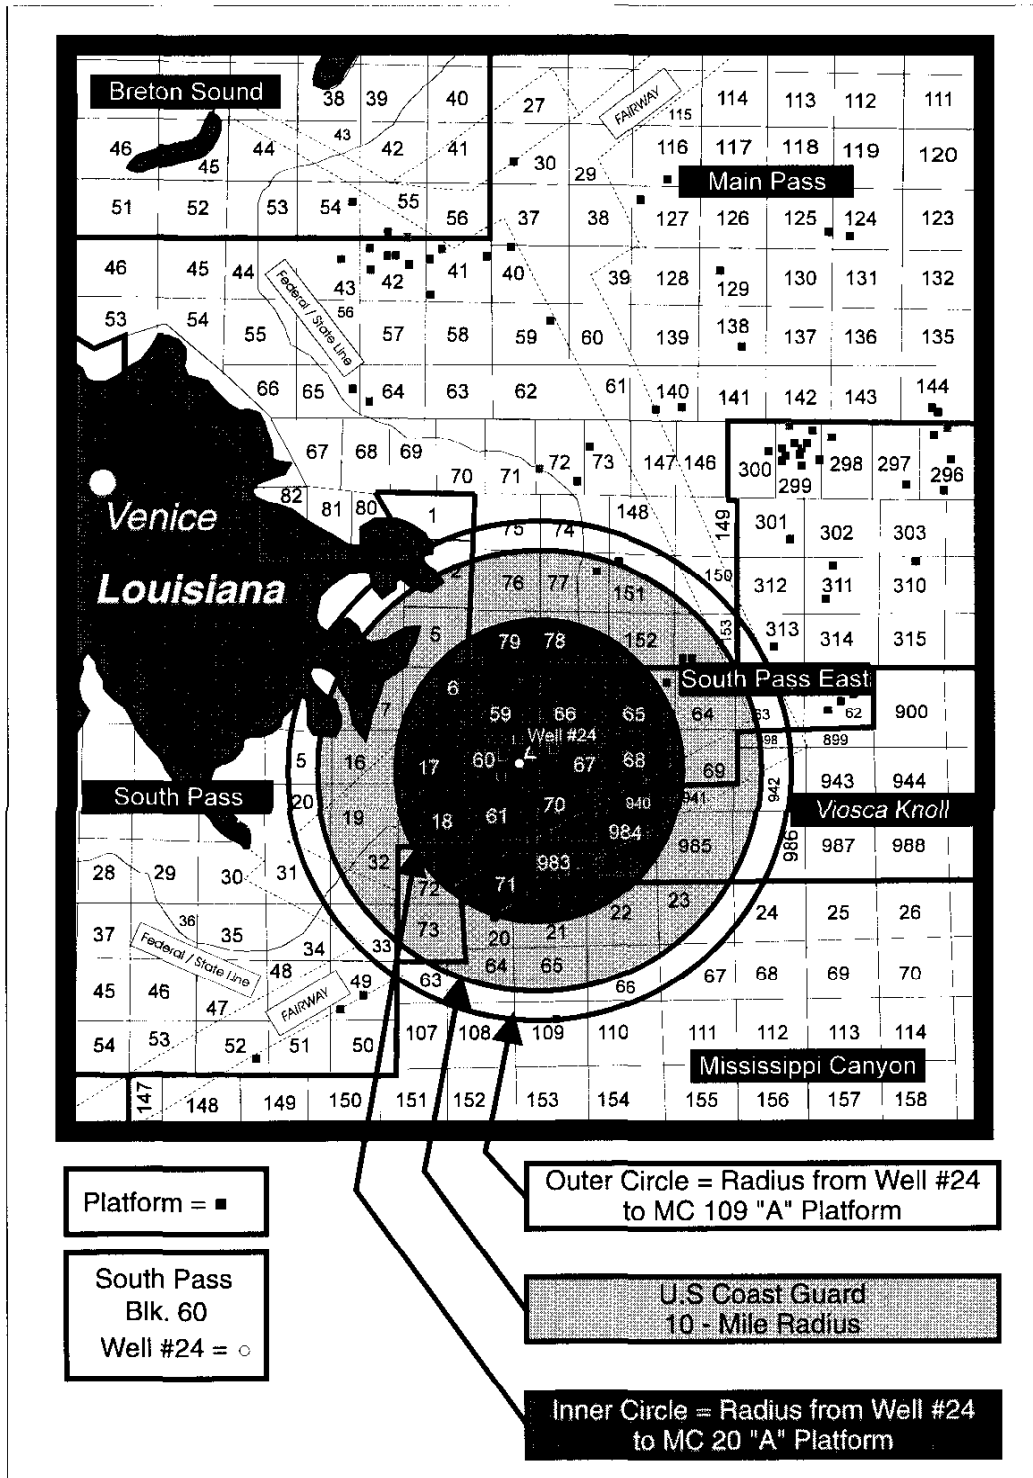 38 39 40 27 114 113 112 111
Breton Sound
FAIRWAY
115
43
46 45 44 42 41 30 29 116 117 118 119 120
Main Pass
51 52 53 54 55 56 37 38 127 126 125 124 123
46 45 44 43 42 41 40 39 128 129 130 131 132
Federal / State Line
56
53 54 55 57 58 59 60 139 138 137 136 135
66 65 64 63 62 61 140 141 142 143 144
67 68 69 70 71 72 73 147 146 300 299 298 297 296
82 81 80 1 75 74 148 149 301 302 303
Venice
Louisiana
2 76 77 151 150 312 311 310
5 79 78 152 153 313 314 315
South Pass East
6 7 59 66 65 64 63 62 900
Well #24
98 899
5 16 17 60 67 68 69 942 943 944
South Pass
20 19 18 61 70 940 941
Viosca Knoll
984 985 986 987 988
28 29 30 31 32 983
72 71 22 23 24 25 26
36
37 35 34 33 73 20 21
Federal / State Line
48 49 63 64 65 66 67 68 69 70
45 46 47
FAIRWAY
54 53 52 51 50 107 108 109 110 111 112 113 114
Mississippi Canyon
147 148 149 150 151 152 153 154 155 156 157 158
Platform = ■
South Pass
Blk. 60
Well #24 = ○
Outer Circle = Radius from Well #24
to MC 109 "A" Platform
U.S Coast Guard
10 - Mile Radius
Inner Circle = Radius from Well #24
to MC 20 "A" Platform